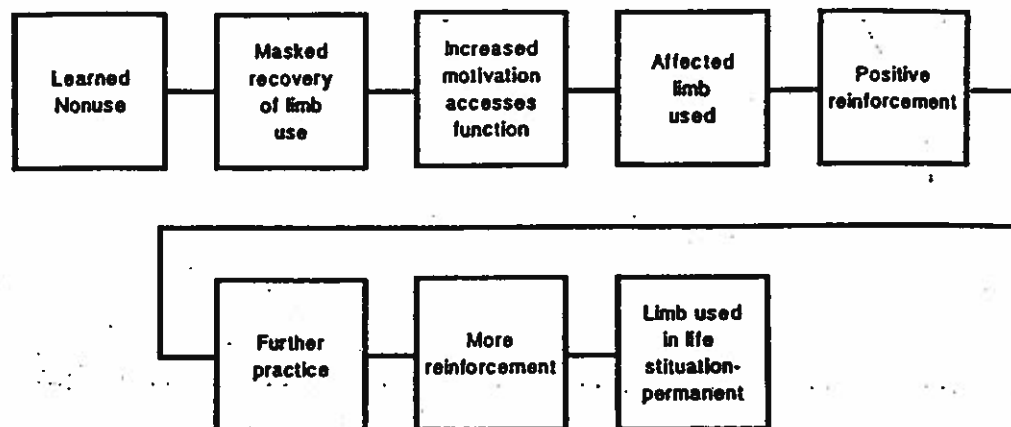 Learned
Nonuse
Masked
recovery
of limb
use
Increased
motivation
accesses
function
Affected
limb
used
Positive
reinforcement
Further
practice
More
reinforcement
Limb used
in life
stituation-
permanent